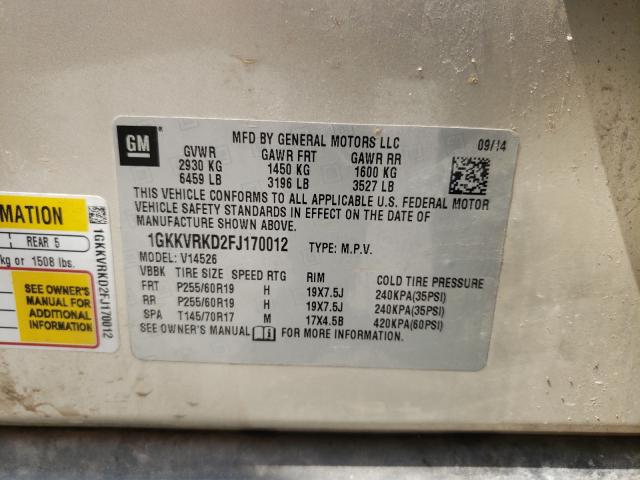 GM
MFD BY GENERAL MOTORS LLC
09/14
GVWR GAWR FRT GAWR RR
2930 KG 1450 KG 1600 KG
6459 LB 3196 LB 3527 LB
THIS VEHICLE CONFORMS TO ALL APPLICABLE U.S. FEDERAL MOTOR
VEHICLE SAFETY STANDARDS IN EFFECT ON THE DATE OF
MANUFACTURE SHOWN ABOVE.
1GKKVRKD2FJ170012 TYPE: M.P.V.
MODEL: V14526
VBBK TIRE SIZE SPEED RTG RIM COLD TIRE PRESSURE
FRT P255/60R19 H 19X7.5J 240KPA(35PSI)
RR P255/60R19 H 19X7.5J 240KPA(35PSI)
SPA T145/70R17 M 17X4.5B 420KPA(60PSI)
SEE OWNER'S MANUAL FOR MORE INFORMATION.
REAR 5
kg or 1508 lbs.
SEE OWNER'S
MANUAL FOR
ADDITIONAL
INFORMATION
1GKKVRKD2FJ170012